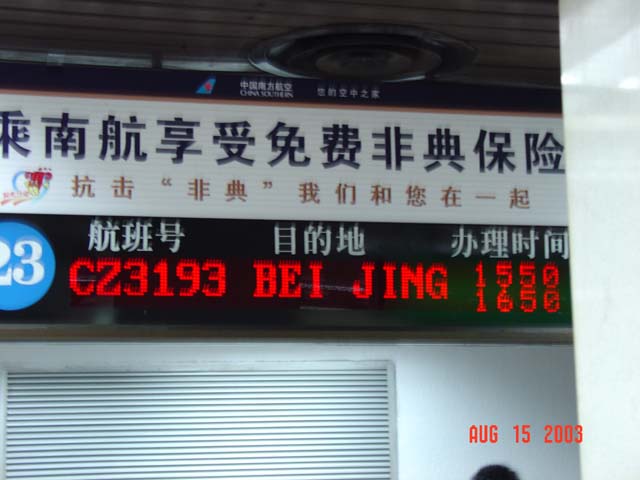 中国南方航空 您的空中之家
CHINA SOUTHERN
乘南航享受免费非典保险
抗击“非典”我们和您在一起
23 航班号 目的地 办理时间
CZ3193 BEI JING 1550
1650
AUG 15 2003